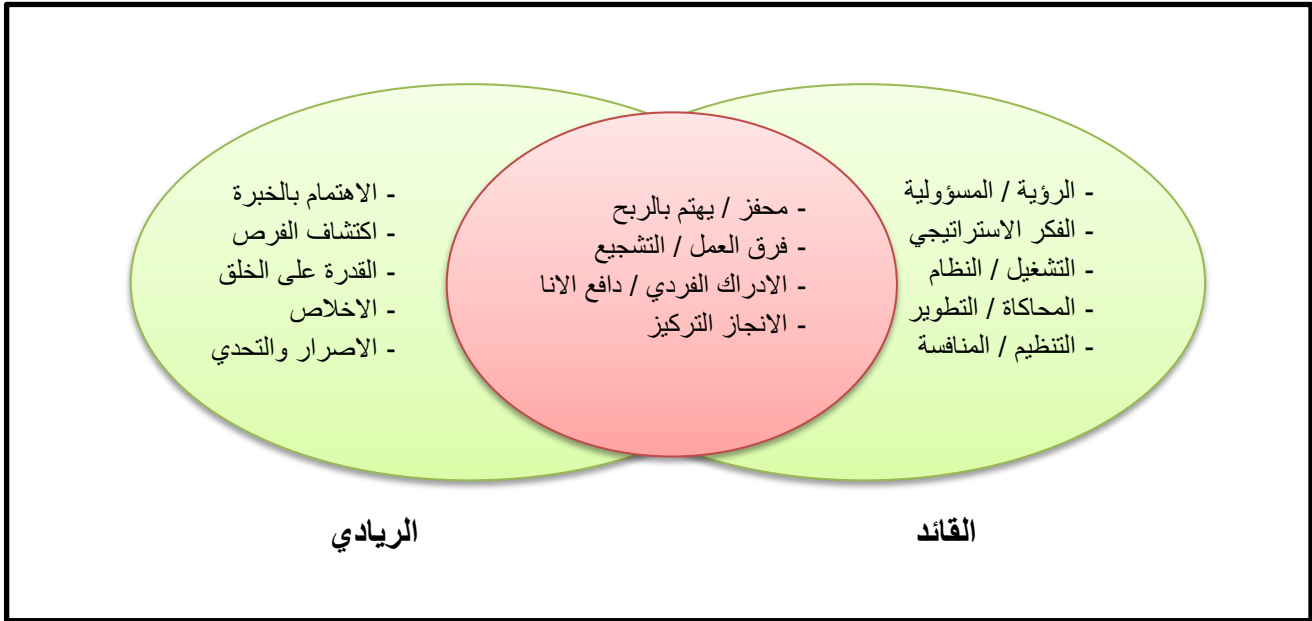 - الرؤية / المسؤولية
- الفكر الاستراتيجي
- التشغيل / النظام
- المحاكاة / التطوير
- التنظيم / المنافسة
- محفز / يهتم بالربح
- فرق العمل / التشجيع
- الادراك الفردي / دافع الانا
- الانجاز التركيز
- الاهتمام بالخبرة
- اكتشاف الفرص
- القدرة على الخلق
- الاخلاص
- الاصرار والتحدي
القائد
الريادي